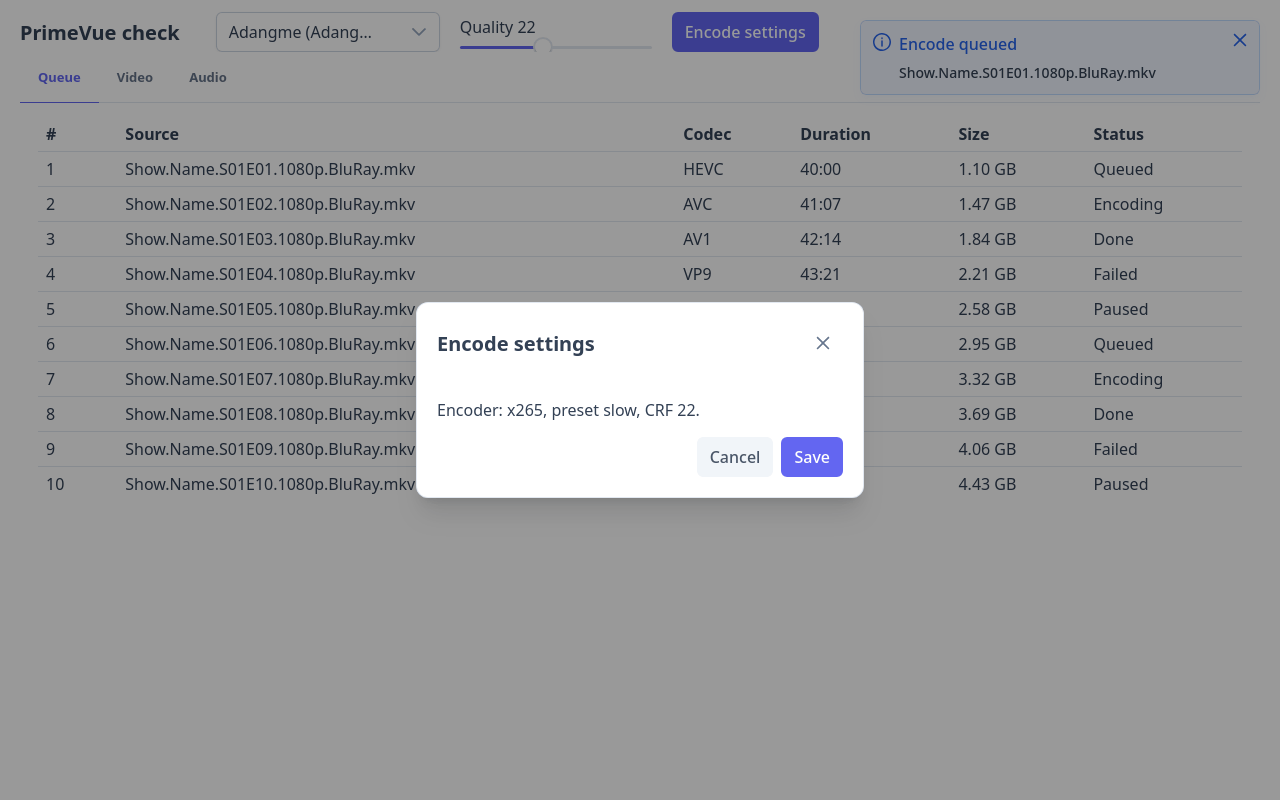 PrimeVue check
Adangme (Adang...
Quality 22
Encode settings
Encode queued
Show.Name.S01E01.1080p.BluRay.mkv
Queue Video Audio
# Source Codec Duration Size Status
1 Show.Name.S01E01.1080p.BluRay.mkv HEVC 40:00 1.10 GB Queued
2 Show.Name.S01E02.1080p.BluRay.mkv AVC 41:07 1.47 GB Encoding
3 Show.Name.S01E03.1080p.BluRay.mkv AV1 42:14 1.84 GB Done
4 Show.Name.S01E04.1080p.BluRay.mkv VP9 43:21 2.21 GB Failed
5 Show.Name.S01E05.1080p.BluRay.mkv 2.58 GB Paused
6 Show.Name.S01E06.1080p.BluRay.mkv 2.95 GB Queued
7 Show.Name.S01E07.1080p.BluRay.mkv 3.32 GB Encoding
8 Show.Name.S01E08.1080p.BluRay.mkv 3.69 GB Done
9 Show.Name.S01E09.1080p.BluRay.mkv 4.06 GB Failed
10 Show.Name.S01E10.1080p.BluRay.mkv 4.43 GB Paused
Encode settings
Encoder: x265, preset slow, CRF 22.
Cancel Save